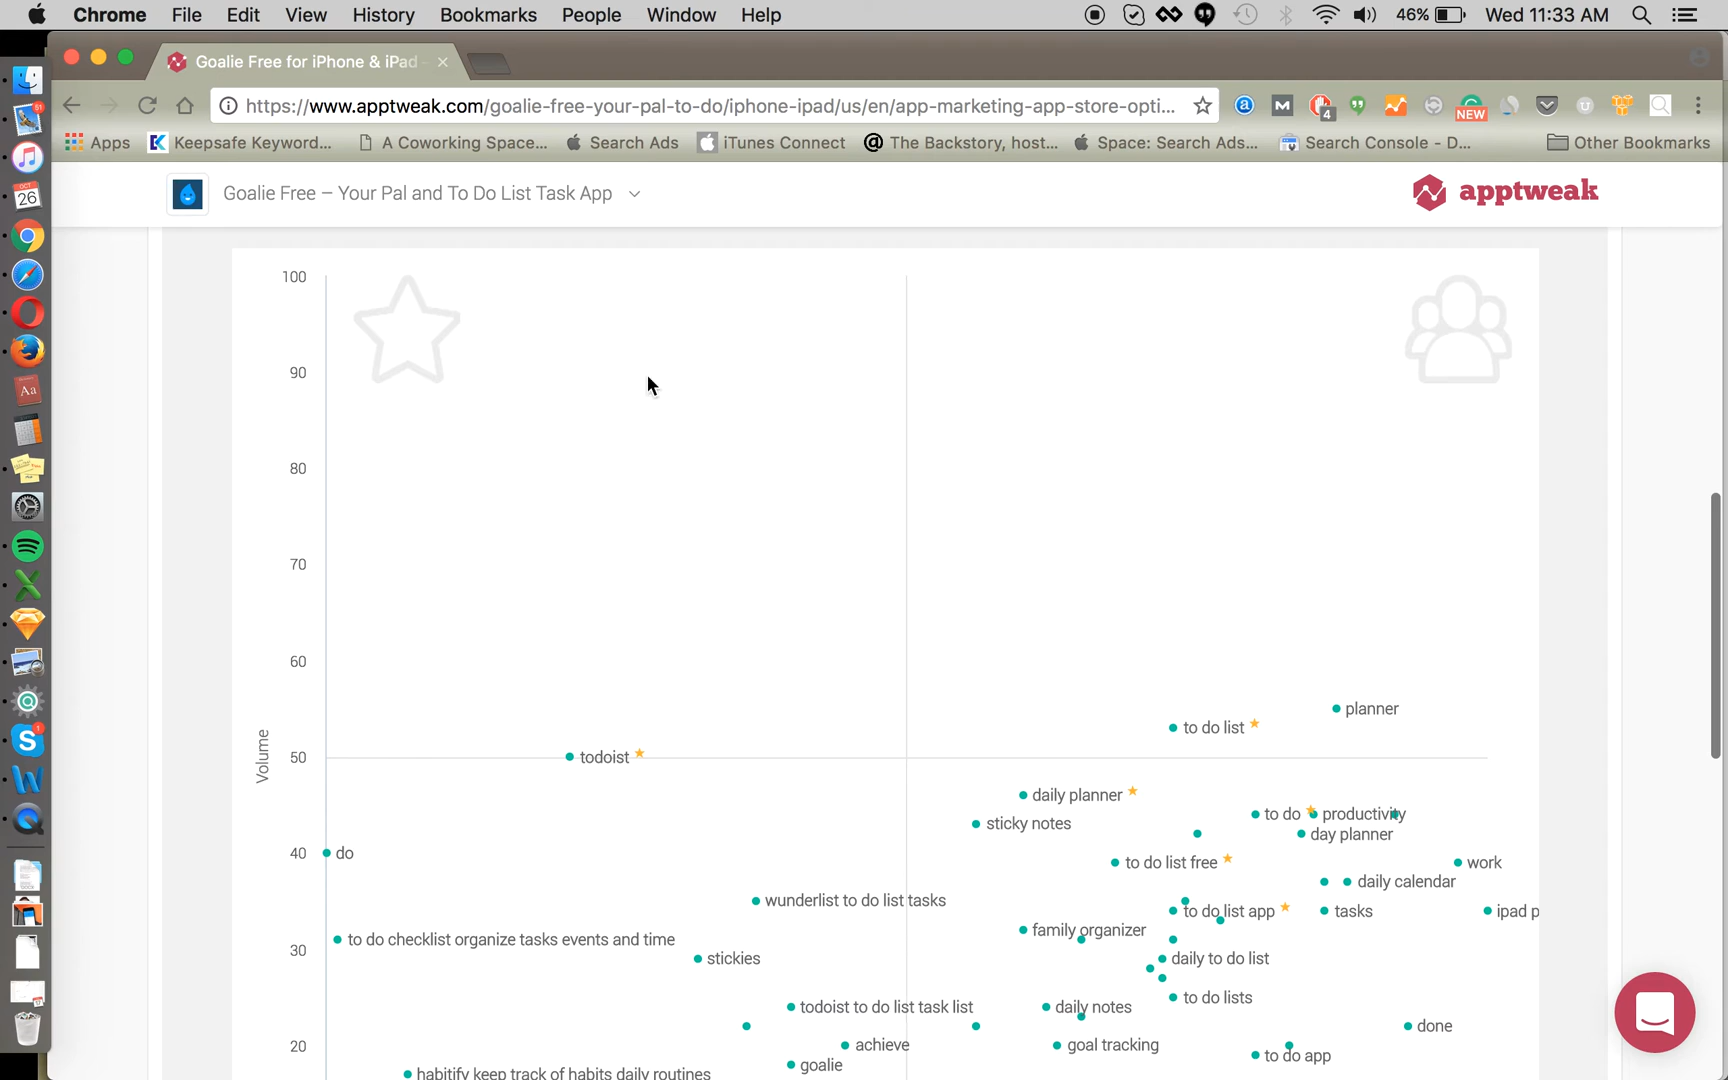 Chrome File Edit View History Bookmarks People Window Help 46% Wed 11:33 AM
Goalie Free for iPhone & iPad -
https://www.apptweak.com/goalie-free-your-pal-to-do/iphone-ipad/us/en/app-marketing-app-store-opti...
4
NEW
Apps Keepsafe Keyword... A Coworking Space... Search Ads iTunes Connect The Backstory, host... Space: Search Ads... Search Console - D... Other Bookmarks
Goalie Free – Your Pal and To Do List Task App
apptweak
51
OCT
26
Aa
1
100
90
80
70
60
50
40
30
20
Volume
planner
to do list
todoist
daily planner
to do
productivity
sticky notes
day planner
do
to do list free
work
daily calendar
wunderlist to do list tasks
to do list app
tasks
ipad p
family organizer
to do checklist organize tasks events and time
stickies
daily to do list
to do lists
todoist to do list task list
daily notes
done
achieve
goal tracking
to do app
goalie
habitify keep track of habits daily routines